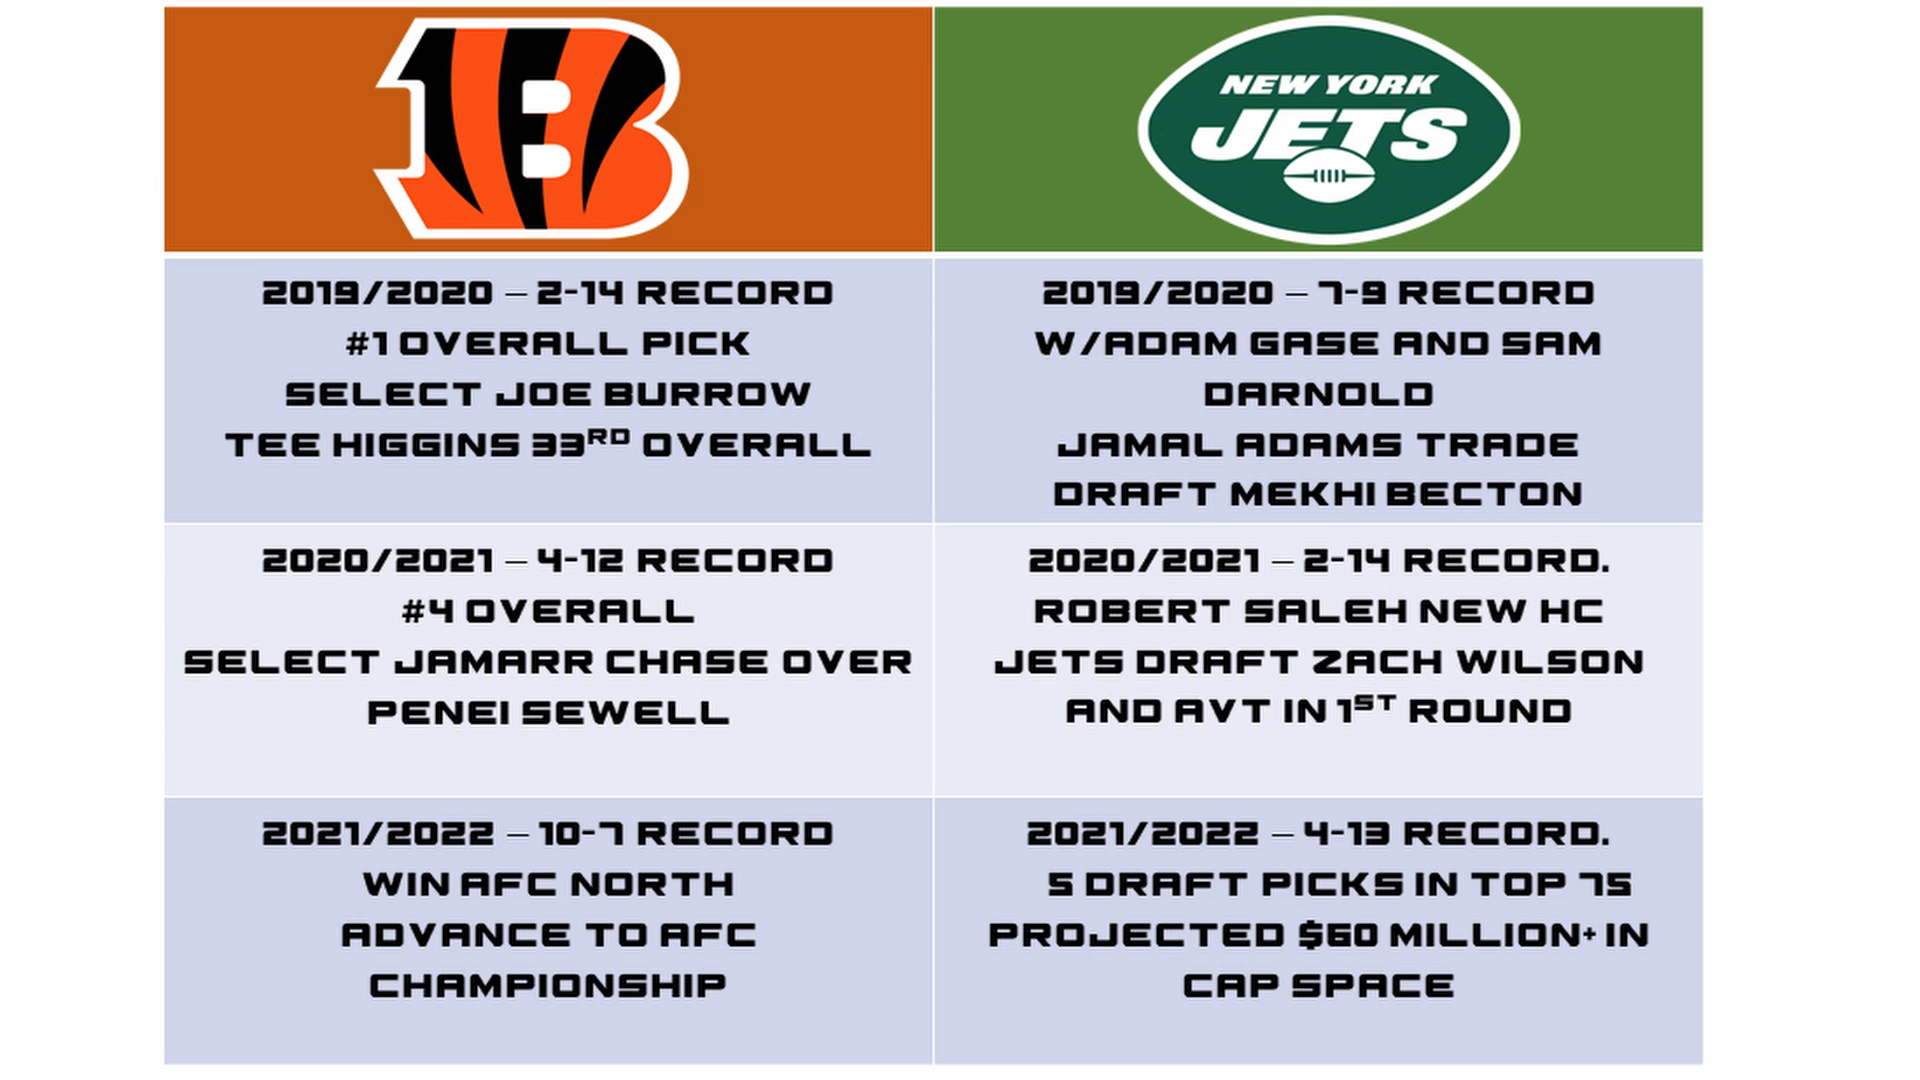 B
NEW YORK
JETS
2019/2020 – 2-14 RECORD
#1 OVERALL PICK
SELECT JOE BURROW
TEE HIGGINS 33RD OVERALL
2019/2020 – 7-9 RECORD
W/ADAM GASE AND SAM
DARNOLD
JAMAL ADAMS TRADE
DRAFT MEKHI BECTON
2020/2021 – 4-12 RECORD
#4 OVERALL
SELECT JAMARR CHASE OVER
PENEI SEWELL
2020/2021 – 2-14 RECORD.
ROBERT SALEH NEW HC
JETS DRAFT ZACH WILSON
AND AVT IN 1ST ROUND
2021/2022 – 10-7 RECORD
WIN AFC NORTH
ADVANCE TO AFC
CHAMPIONSHIP
2021/2022 – 4-13 RECORD.
5 DRAFT PICKS IN TOP 75
PROJECTED $60 MILLION+ IN
CAP SPACE